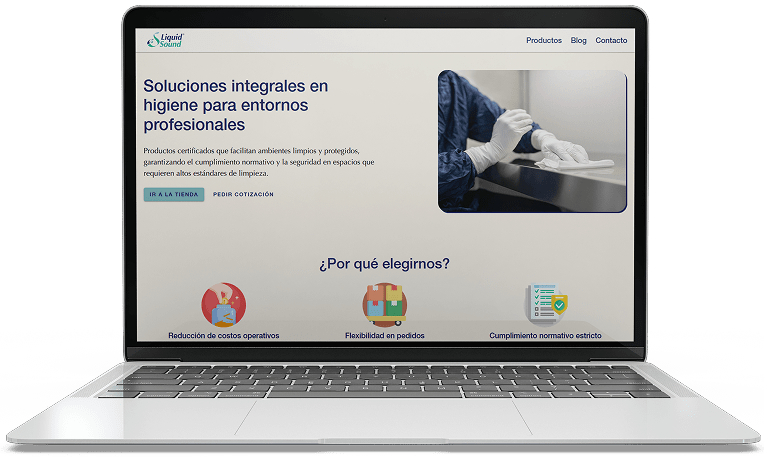 Liquid
Sound
Productos Blog Contacto
Soluciones integrales en
higiene para entornos
profesionales
Productos certificados que facilitan ambientes limpios y protegidos,
garantizando el cumplimiento normativo y la seguridad en espacios que
requieren altos estándares de limpieza.
IR A LA TIENDA PEDIR COTIZACIÓN
¿Por qué elegirnos?
Reducción de costos operativos Flexibilidad en pedidos Cumplimiento normativo estricto